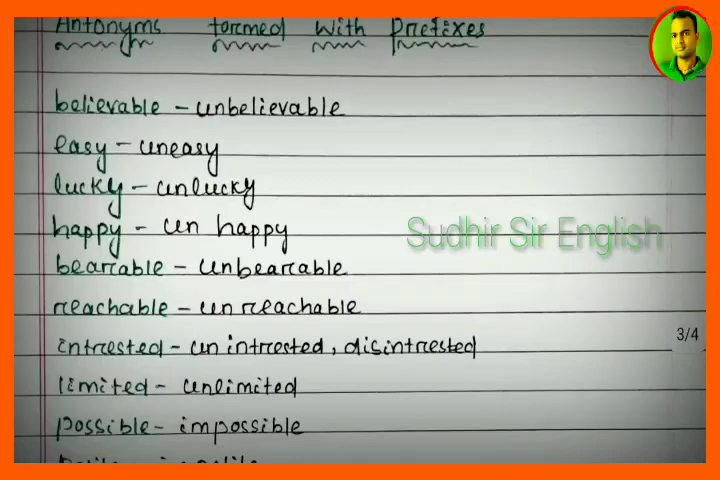 Antonyms formed with prefixes
believable - unbelievable
easy - uneasy
lucky - unlucky
happy - un happy
Sudhir Sir English
bearable - unbearable
reachable - un reachable
3/4
intrested - un intrested, disintrested
limited - unlimited
possible - impossible